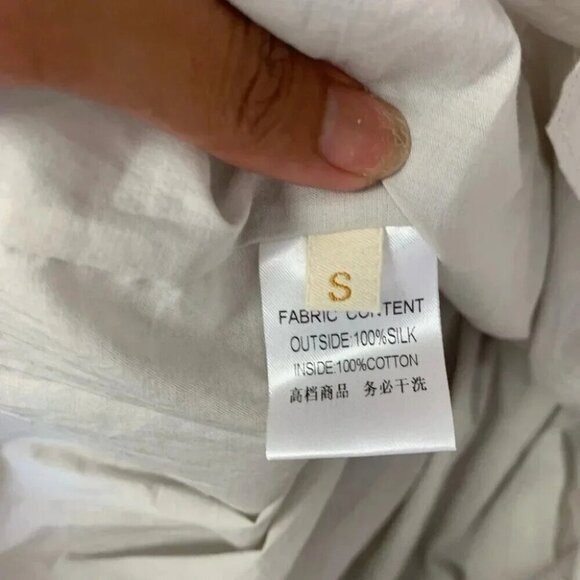 S
FABRIC CONTENT
OUTSIDE:100%SILK
INSIDE:100%COTTON
高档商品 务必干洗